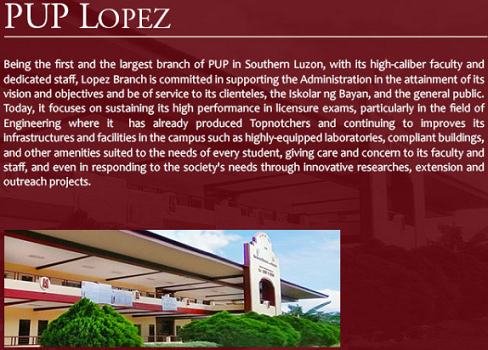 PUP LOPEZ
Being the first and the largest branch of PUP in Southern Luzon, with its high-caliber faculty and
dedicated staff, Lopez Branch is committed in supporting the Administration in the attainment of its
vision and objectives and be of service to its clienteles, the Iskolar ng Bayan, and the general public.
Today, it focuses on sustaining its high performance in licensure exams, particularly in the field of
Engineering where it has already produced Topnotchers and continuing to improves its
infrastructures and facilities in the campus such as highly-equipped laboratories, compliant buildings,
and other amenities suited to the needs of every student, giving care and concern to its faculty and
staff, and even in responding to the society's needs through innovative researches, extension and
outreach projects.